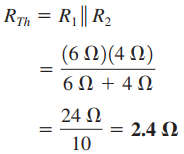 R_Th = R_1 ∥ R_2
= (6 Ω)(4 Ω) / 6 Ω + 4 Ω
= 24 Ω / 10 = 2.4 Ω